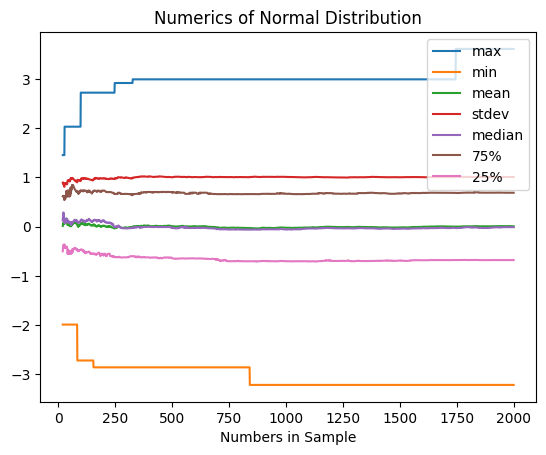 Numerics of Normal Distribution
max
min
mean
stdev
median
75%
25%
3
2
1
0
−1
−2
−3
0 250 500 750 1000 1250 1500 1750 2000
Numbers in Sample